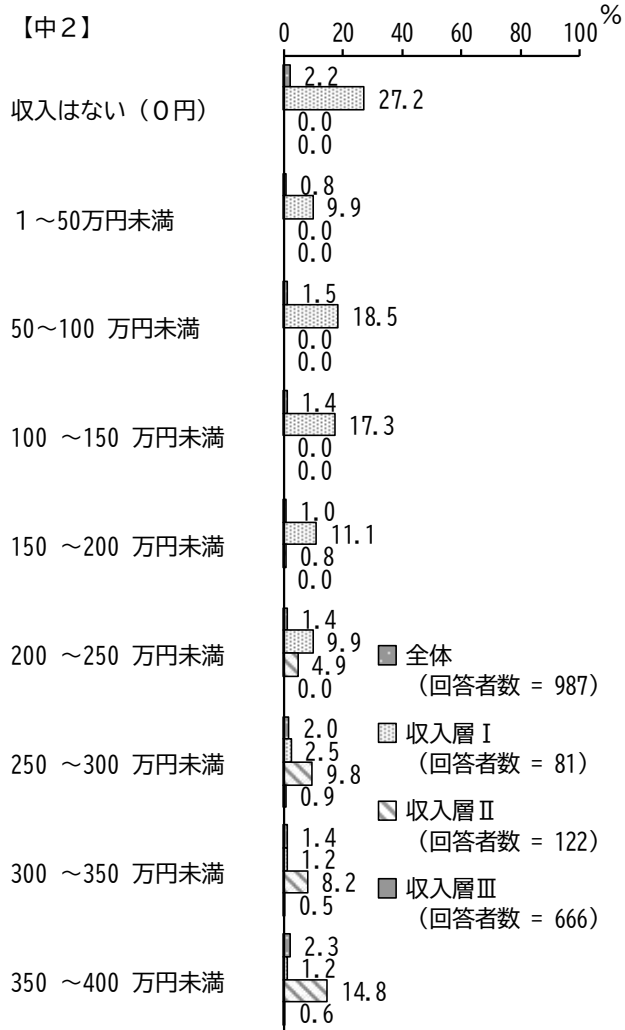 【中２】
0 20 40 60 80 100 %
収入はない（０円）
2.2
27.2
0.0
0.0
１～50万円未満
0.8
9.9
0.0
0.0
50～100 万円未満
1.5
18.5
0.0
0.0
100 ～150 万円未満
1.4
17.3
0.0
0.0
150 ～200 万円未満
1.0
11.1
0.8
0.0
200 ～250 万円未満
1.4
9.9
4.9
0.0
250 ～300 万円未満
2.0
2.5
9.8
0.9
300 ～350 万円未満
1.4
1.2
8.2
0.5
350 ～400 万円未満
2.3
1.2
14.8
0.6
全体
（回答者数 = 987）
収入層Ⅰ
（回答者数 = 81）
収入層Ⅱ
（回答者数 = 122）
収入層Ⅲ
（回答者数 = 666）